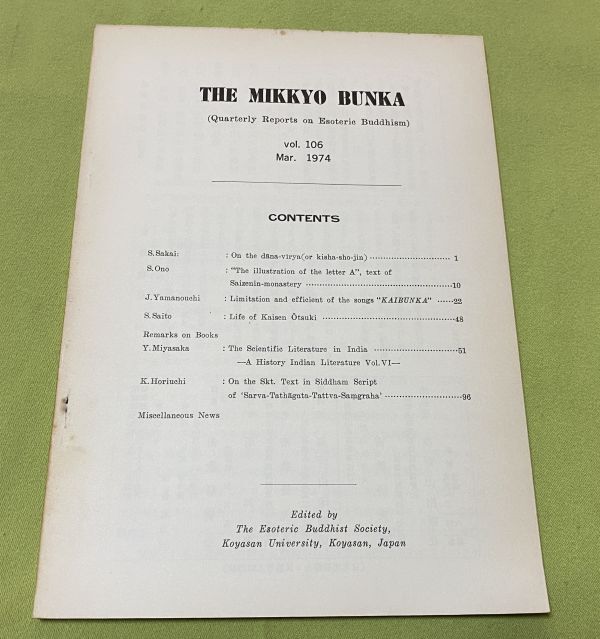 THE MIKKYO BUNKA
(Quarterly Reports on Esoteric Buddhism)
vol. 106
Mar. 1974
CONTENTS
S. Sakai: : On the dāna-vīrya(or kisha-sho-jin) ........................... 1
S. Ono : "The illustration of the letter A", text of
Saizenin-monastery ................................................10
J. Yamanouchi : Limitation and efficient of the songs "KAIBUNKA" ......22
S. Saito : Life of Kaisen Ōtsuki .............................................48
Remarks on Books
Y. Miyasaka : The Scientific Literature in India ..............................51
—A History Indian Literature Vol. VI—
K. Horiuchi : On the Skt. Text in Siddham Script
of 'Sarva-Tathāgata-Tattva-Saṃgraha' ..........................96
Miscellaneous News
Edited by
The Esoteric Buddhist Society,
Koyasan University, Koyasan, Japan